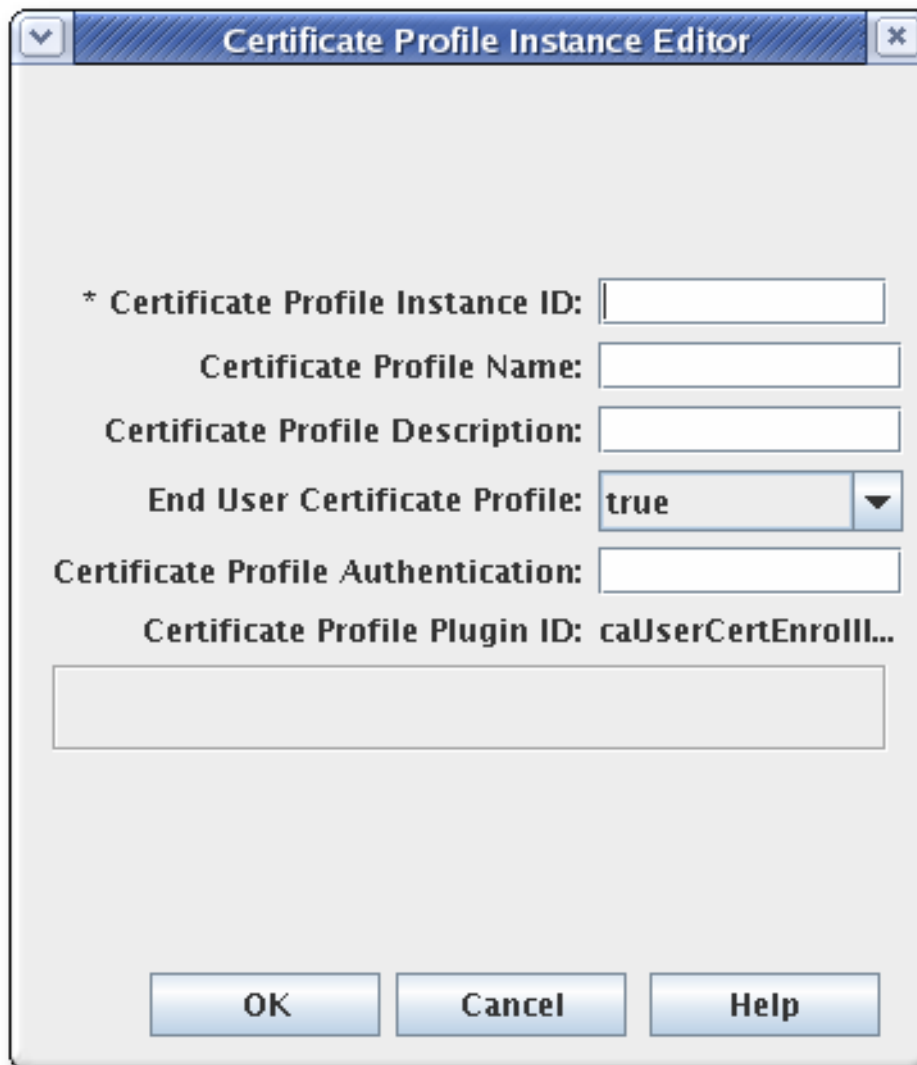 Certificate Profile Instance Editor
* Certificate Profile Instance ID:
Certificate Profile Name:
Certificate Profile Description:
End User Certificate Profile: true
Certificate Profile Authentication:
Certificate Profile Plugin ID: caUserCertEnrolll...
OK Cancel Help